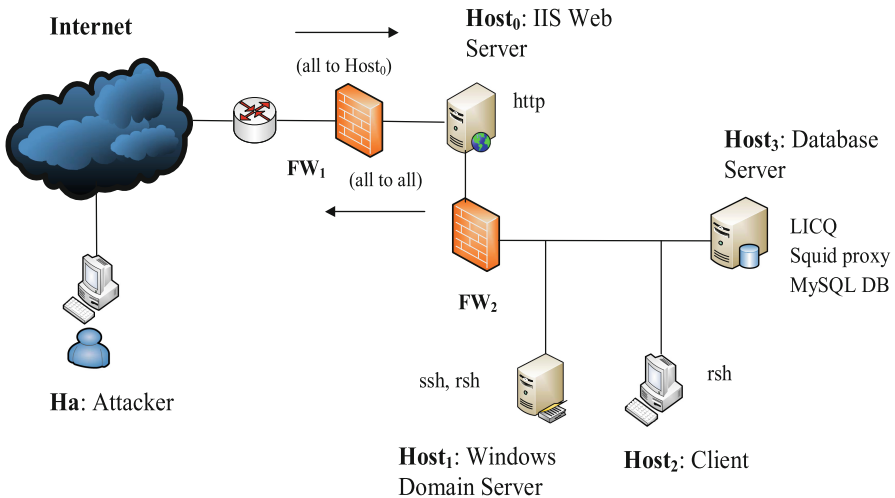 Internet
Host₀: IIS Web
Server
(all to Host₀)
http
FW₁
(all to all)
Host₃: Database
Server
LICQ
Squid proxy
MySQL DB
FW₂
ssh, rsh
rsh
Ha: Attacker
Host₁: Windows
Domain Server
Host₂: Client